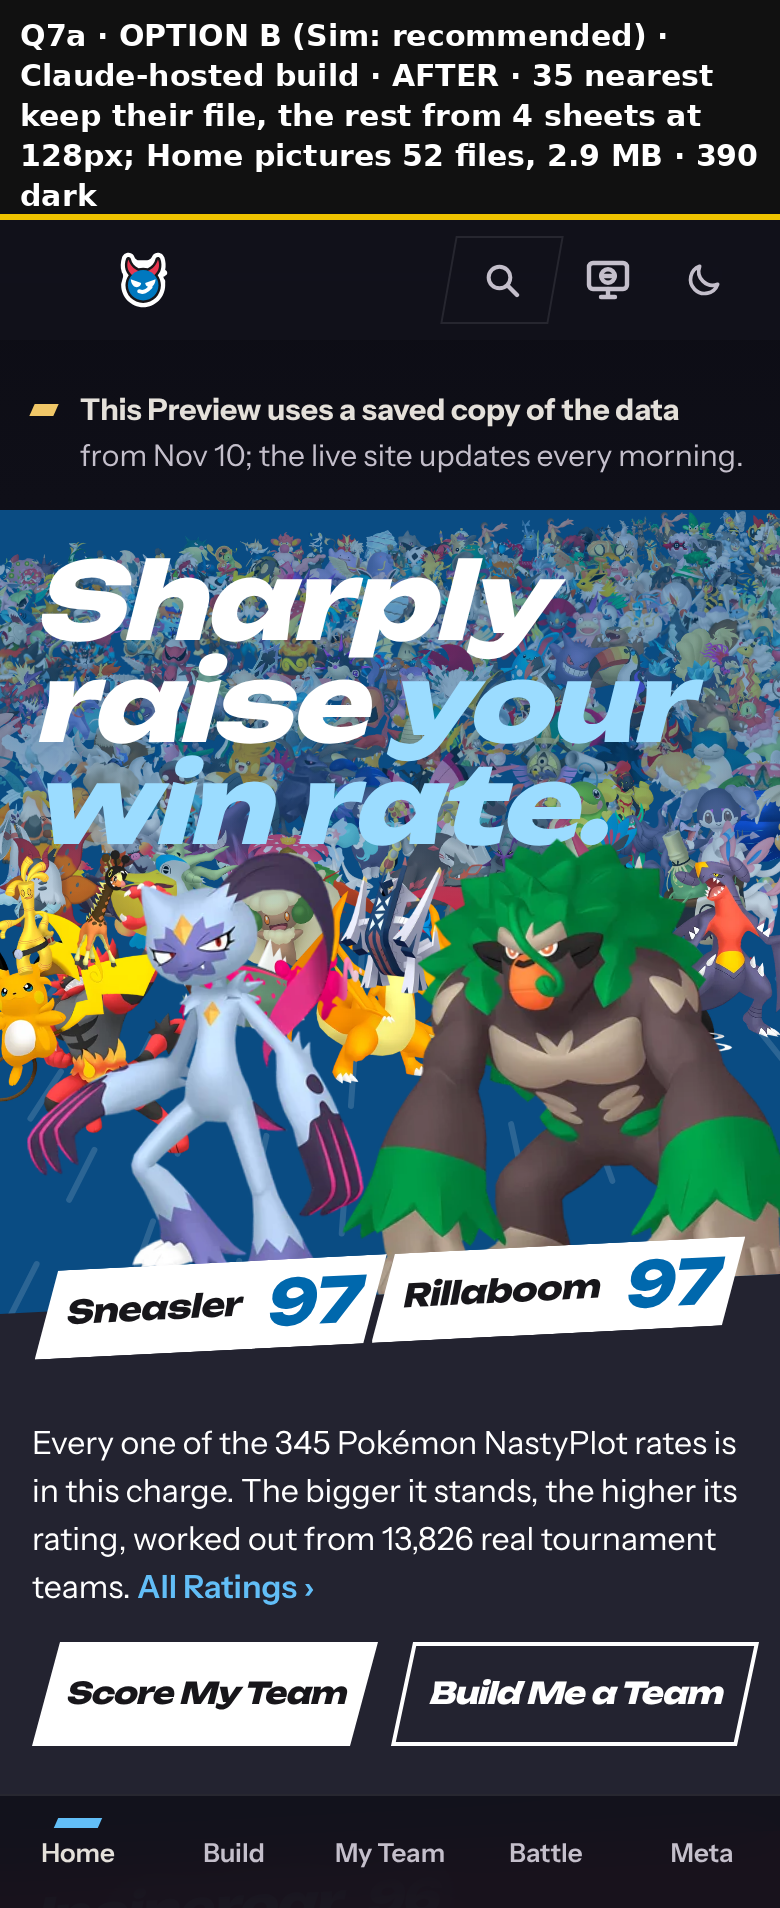 Q7a · OPTION B (Sim: recommended) ·
Claude-hosted build · AFTER · 35 nearest
keep their file, the rest from 4 sheets at
128px; Home pictures 52 files, 2.9 MB · 390
dark
This Preview uses a saved copy of the data
from Nov 10; the live site updates every morning.
Sharply
raise your
win rate.
Sneasler 97
Rillaboom 97
Every one of the 345 Pokémon NastyPlot rates is
in this charge. The bigger it stands, the higher its
rating, worked out from 13,826 real tournament
teams. All Ratings ›
Score My Team
Build Me a Team
Home
Build
My Team
Battle
Meta